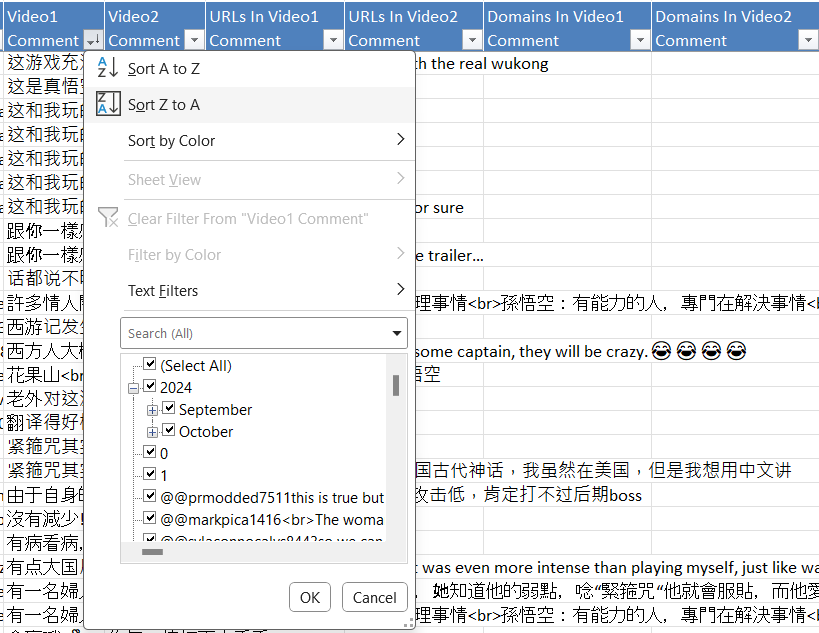 Video1 Comment
Video2 Comment
URLs In Video1 Comment
URLs In Video2 Comment
Domains In Video1 Comment
Domains In Video2 Comment
Sort A to Z
Sort Z to A
Sort by Color
Sheet View
Clear Filter From "Video1 Comment"
Filter by Color
Text Filters
Search (All)
(Select All)
2024
September
October
0
1
@@prmodded7511this is true but
@@markpica1416<br>The woma
OK
Cancel
这游戏充
th the real wukong
这是真悟
这和我玩的
这和我玩的
这和我玩的
这和我玩的
这和我玩的
or sure
跟你一樣
跟你一樣
e trailer...
话都说不
許多情人
理事情<br>孫悟空：有能力的人，專門在解決事情<b
西游记发生
西方人大
some captain, they will be crazy. 😂 😂 😂 😂
花果山<br
悟空
老外对这
翻译得好
紧箍咒其
紧箍咒其
国古代神话，我虽然在美国，但是我想用中文讲
由于自身的
攻击低，肯定打不过后期boss
沒有減少!
有病看病,
有点大国
t was even more intense than playing myself, just like wa
有一名婦
，她知道他的弱點，唸“緊箍咒“他就會服貼，而他愛
有一名婦
理事情<br>孫悟空：有能力的人，專門在解決事情<b